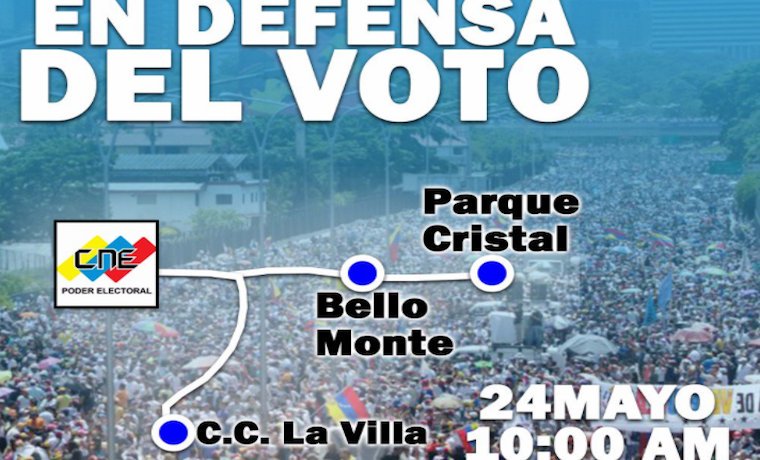 EN DEFENSA
DEL VOTO
Parque
Cristal
CNE
PODER ELECTORAL
Bello
Monte
C.C. La Villa
24MAYO
10:00 AM